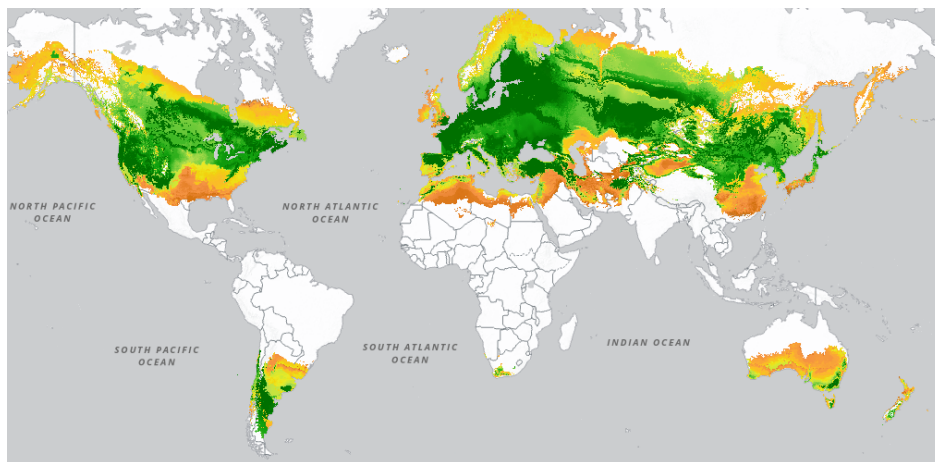 NORTH PACIFIC
OCEAN
NORTH ATLANTIC
OCEAN
SOUTH PACIFIC
OCEAN
SOUTH ATLANTIC
OCEAN
INDIAN OCEAN